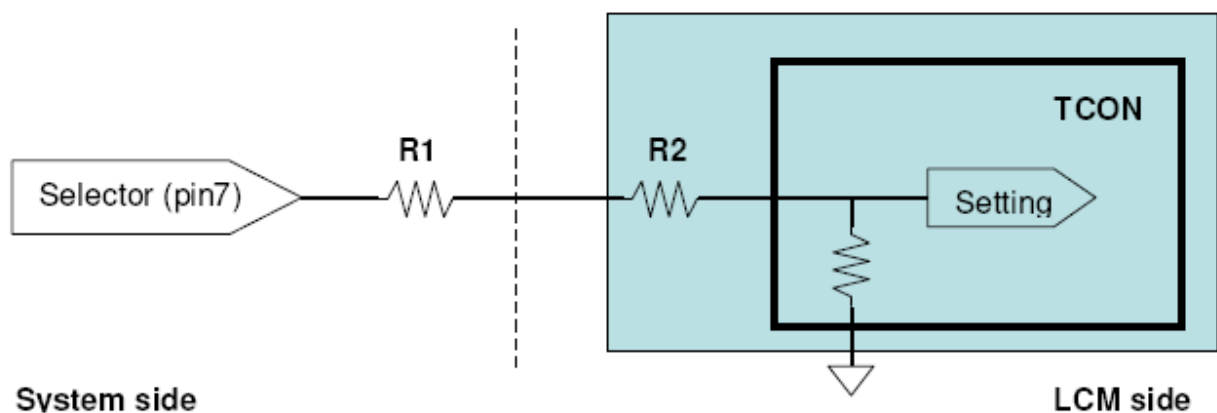 TCON
R1
R2
Selector (pin7)
Setting
System side
LCM side